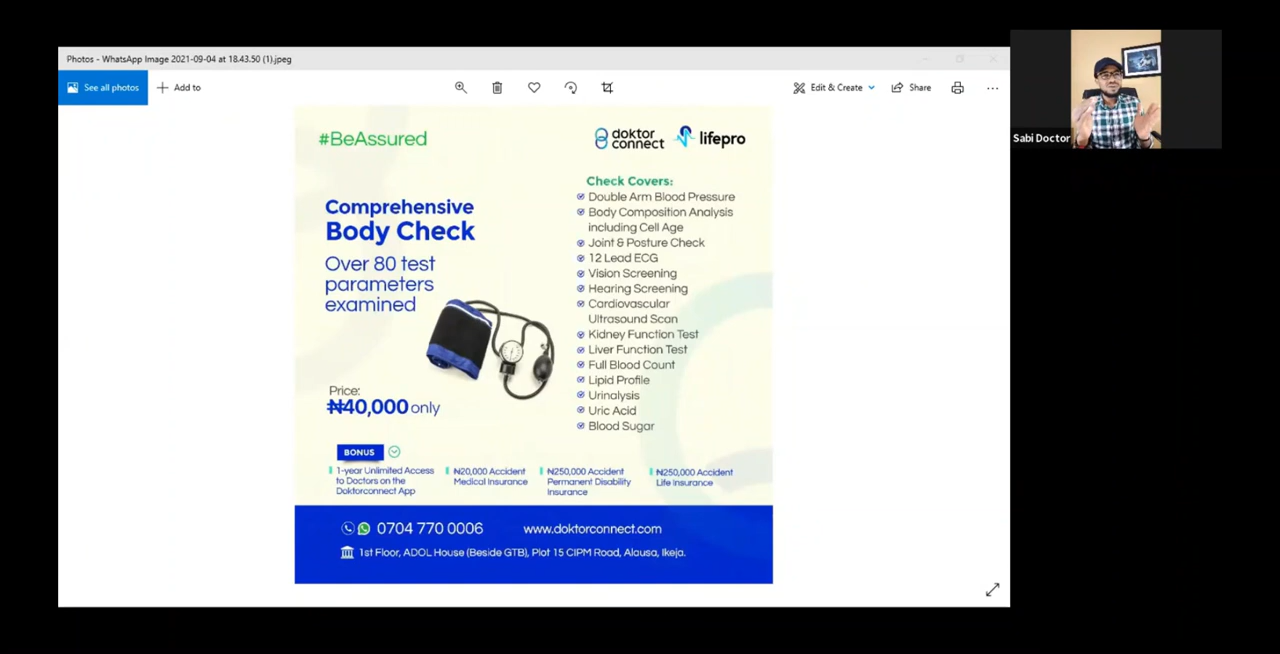 Photos - WhatsApp Image 2021-09-04 at 18.43.50 (1).jpeg
See all photos
Add to
Edit & Create
Share
Sabi Doctor
#BeAssured
doktor
connect
lifepro
Comprehensive
Body Check
Over 80 test
parameters
examined
Price:
₦40,000 only
Check Covers:
Double Arm Blood Pressure
Body Composition Analysis
including Cell Age
Joint & Posture Check
12 Lead ECG
Vision Screening
Hearing Screening
Cardiovascular
Ultrasound Scan
Kidney Function Test
Liver Function Test
Full Blood Count
Lipid Profile
Urinalysis
Uric Acid
Blood Sugar
BONUS
1-year Unlimited Access
to Doctors on the
Doktorconnect App
₦20,000 Accident
Medical Insurance
₦250,000 Accident
Permanent Disability
Insurance
₦250,000 Accident
Life Insurance
0704 770 0006
www.doktorconnect.com
1st Floor, ADOL House (Beside GTB), Plot 15 CIPM Road, Alausa, Ikeja.